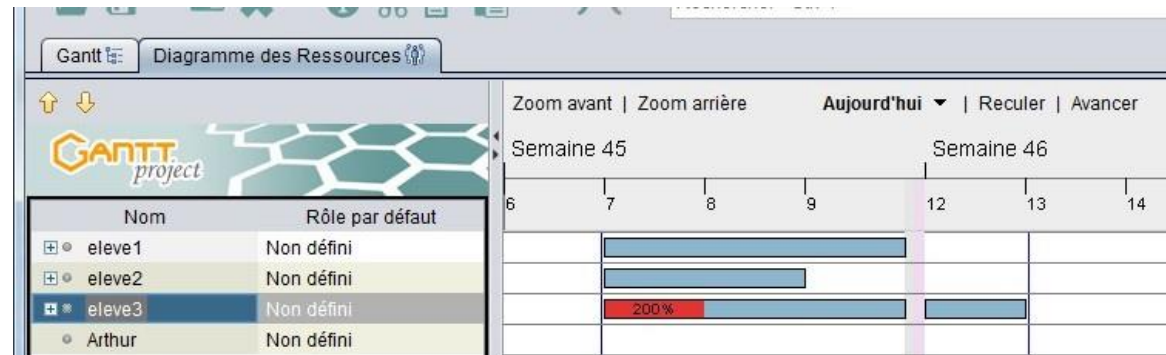 Gantt
Diagramme des Ressources
Zoom avant | Zoom arrière Aujourd'hui | Reculer | Avancer
GANTT project
Semaine 45 Semaine 46
6 7 8 9 12 13 14
Nom Rôle par défaut
eleve1 Non défini
eleve2 Non défini
eleve3 Non défini
200%
Arthur Non défini